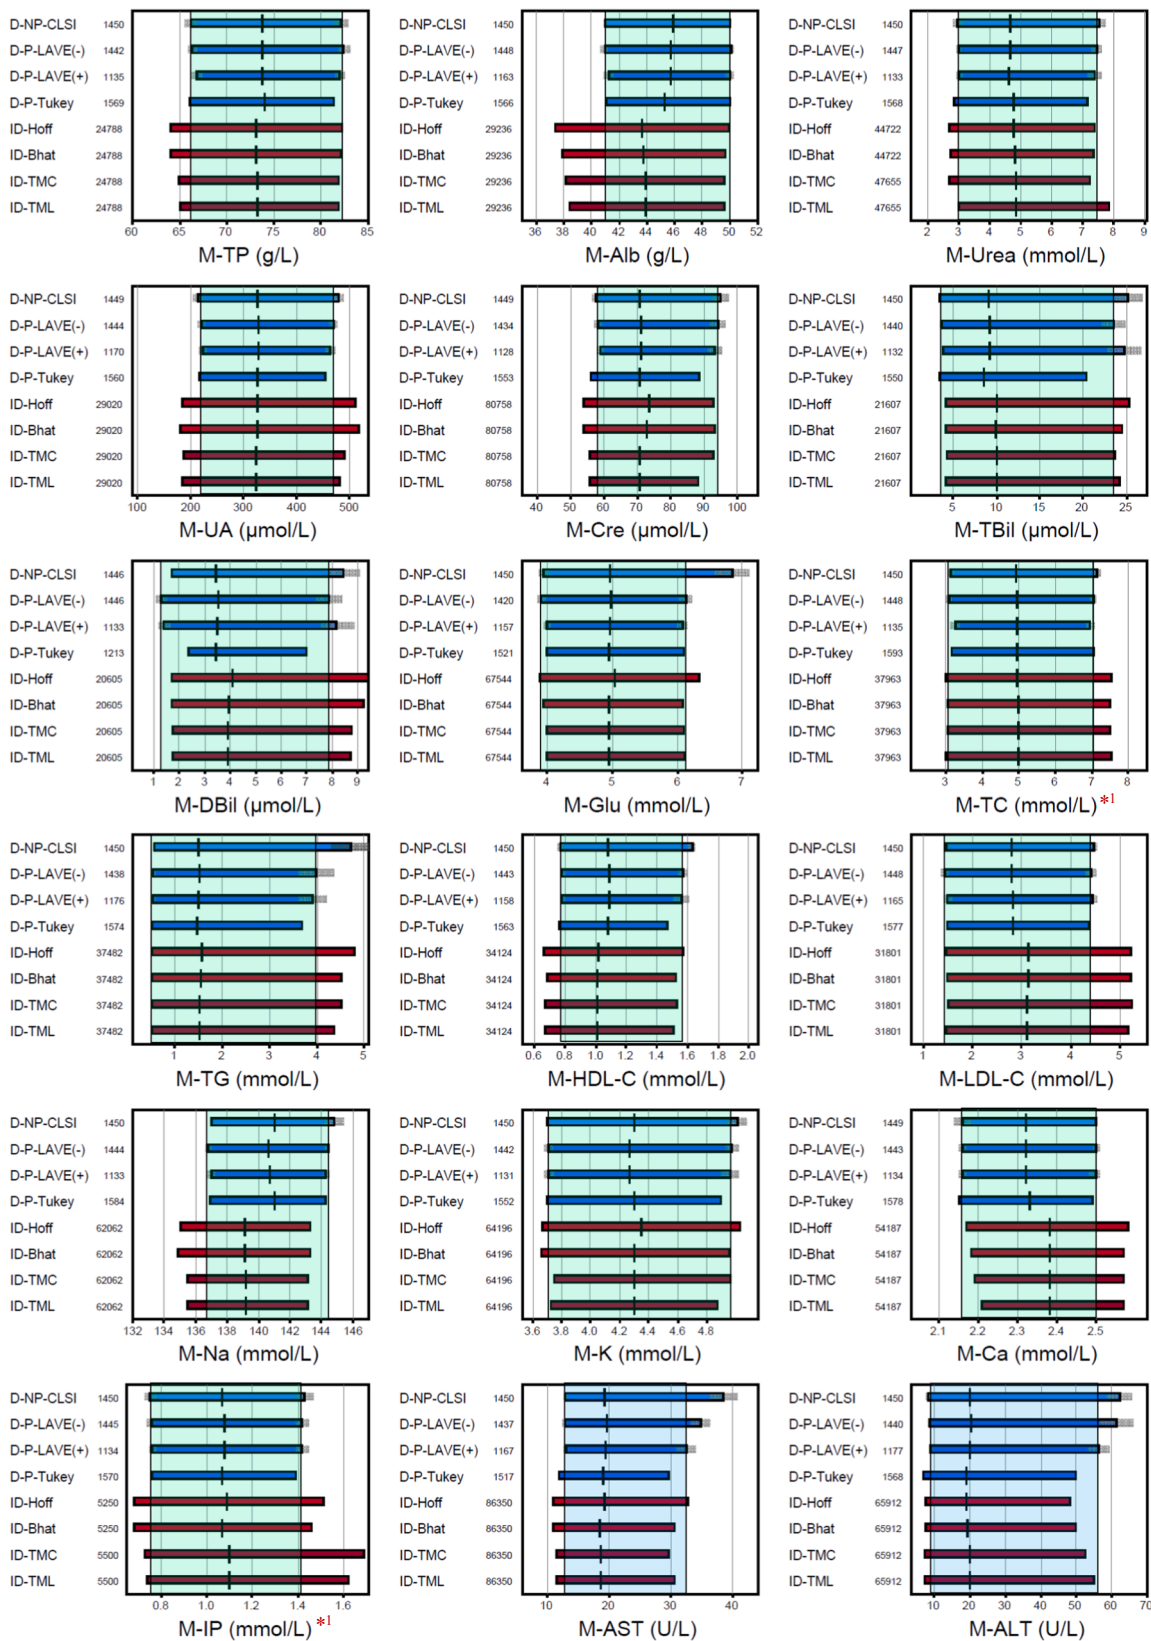 D-NP-CLSI 1450
D-P-LAVE(-) 1442
D-P-LAVE(+) 1135
D-P-Tukey 1569
ID-Hoff 24788
ID-Bhat 24788
ID-TMC 24788
ID-TML 24788
60 65 70 75 80 85
M-TP (g/L)
D-NP-CLSI 1450
D-P-LAVE(-) 1448
D-P-LAVE(+) 1163
D-P-Tukey 1566
ID-Hoff 29236
ID-Bhat 29236
ID-TMC 29236
ID-TML 29236
36 38 40 42 44 46 48 50 52
M-Alb (g/L)
D-NP-CLSI 1450
D-P-LAVE(-) 1447
D-P-LAVE(+) 1133
D-P-Tukey 1568
ID-Hoff 44722
ID-Bhat 44722
ID-TMC 47655
ID-TML 47655
2 3 4 5 6 7 8 9
M-Urea (mmol/L)
D-NP-CLSI 1449
D-P-LAVE(-) 1444
D-P-LAVE(+) 1170
D-P-Tukey 1560
ID-Hoff 29020
ID-Bhat 29020
ID-TMC 29020
ID-TML 29020
100 200 300 400 500
M-UA (µmol/L)
D-NP-CLSI 1449
D-P-LAVE(-) 1434
D-P-LAVE(+) 1128
D-P-Tukey 1553
ID-Hoff 80758
ID-Bhat 80758
ID-TMC 80758
ID-TML 80758
40 50 60 70 80 90 100
M-Cre (µmol/L)
D-NP-CLSI 1450
D-P-LAVE(-) 1440
D-P-LAVE(+) 1132
D-P-Tukey 1550
ID-Hoff 21607
ID-Bhat 21607
ID-TMC 21607
ID-TML 21607
5 10 15 20 25
M-TBil (µmol/L)
D-NP-CLSI 1446
D-P-LAVE(-) 1446
D-P-LAVE(+) 1133
D-P-Tukey 1213
ID-Hoff 20605
ID-Bhat 20605
ID-TMC 20605
ID-TML 20605
1 2 3 4 5 6 7 8 9
M-DBil (µmol/L)
D-NP-CLSI 1450
D-P-LAVE(-) 1420
D-P-LAVE(+) 1157
D-P-Tukey 1521
ID-Hoff 67544
ID-Bhat 67544
ID-TMC 67544
ID-TML 67544
4 5 6 7
M-Glu (mmol/L)
D-NP-CLSI 1450
D-P-LAVE(-) 1448
D-P-LAVE(+) 1135
D-P-Tukey 1593
ID-Hoff 37963
ID-Bhat 37963
ID-TMC 37963
ID-TML 37963
3 4 5 6 7 8
M-TC (mmol/L) *1
D-NP-CLSI 1450
D-P-LAVE(-) 1438
D-P-LAVE(+) 1176
D-P-Tukey 1574
ID-Hoff 37482
ID-Bhat 37482
ID-TMC 37482
ID-TML 37482
1 2 3 4 5
M-TG (mmol/L)
D-NP-CLSI 1450
D-P-LAVE(-) 1443
D-P-LAVE(+) 1158
D-P-Tukey 1563
ID-Hoff 34124
ID-Bhat 34124
ID-TMC 34124
ID-TML 34124
0.6 0.8 1.0 1.2 1.4 1.6 1.8 2.0
M-HDL-C (mmol/L)
D-NP-CLSI 1450
D-P-LAVE(-) 1448
D-P-LAVE(+) 1165
D-P-Tukey 1577
ID-Hoff 31801
ID-Bhat 31801
ID-TMC 31801
ID-TML 31801
1 2 3 4 5
M-LDL-C (mmol/L)
D-NP-CLSI 1450
D-P-LAVE(-) 1444
D-P-LAVE(+) 1133
D-P-Tukey 1584
ID-Hoff 62062
ID-Bhat 62062
ID-TMC 62062
ID-TML 62062
132 134 136 138 140 142 144 146
M-Na (mmol/L)
D-NP-CLSI 1450
D-P-LAVE(-) 1442
D-P-LAVE(+) 1131
D-P-Tukey 1552
ID-Hoff 64196
ID-Bhat 64196
ID-TMC 64196
ID-TML 64196
3.6 3.8 4.0 4.2 4.4 4.6 4.8
M-K (mmol/L)
D-NP-CLSI 1449
D-P-LAVE(-) 1443
D-P-LAVE(+) 1134
D-P-Tukey 1578
ID-Hoff 54187
ID-Bhat 54187
ID-TMC 54187
ID-TML 54187
2.1 2.2 2.3 2.4 2.5
M-Ca (mmol/L)
D-NP-CLSI 1450
D-P-LAVE(-) 1445
D-P-LAVE(+) 1134
D-P-Tukey 1570
ID-Hoff 5250
ID-Bhat 5250
ID-TMC 5500
ID-TML 5500
0.8 1.0 1.2 1.4 1.6
M-IP (mmol/L) *1
D-NP-CLSI 1450
D-P-LAVE(-) 1437
D-P-LAVE(+) 1167
D-P-Tukey 1517
ID-Hoff 86350
ID-Bhat 86350
ID-TMC 86350
ID-TML 86350
10 20 30 40
M-AST (U/L)
D-NP-CLSI 1450
D-P-LAVE(-) 1440
D-P-LAVE(+) 1177
D-P-Tukey 1568
ID-Hoff 65912
ID-Bhat 65912
ID-TMC 65912
ID-TML 65912
10 20 30 40 50 60 70
M-ALT (U/L)